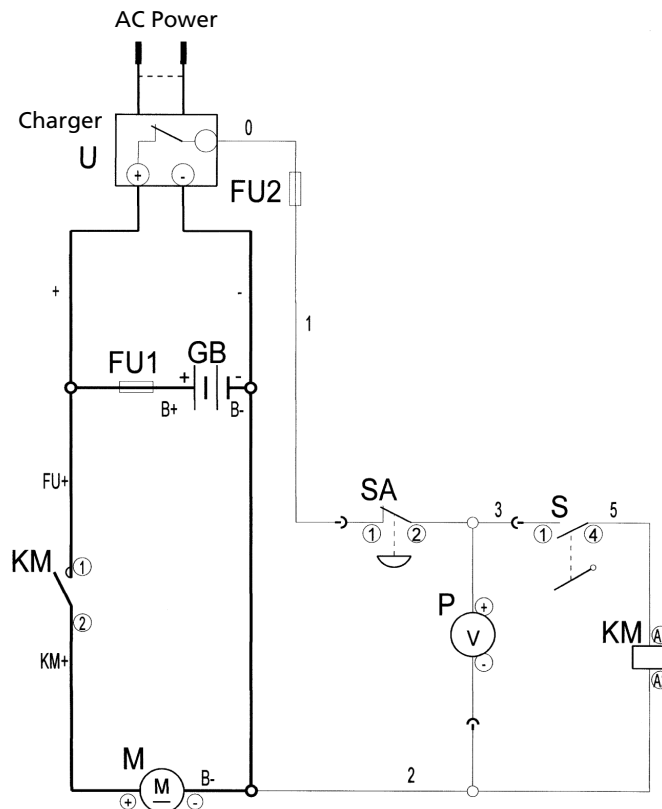 AC Power
Charger
U
0
+ -
FU2
+ -
1
FU1 GB
+ -
B+ B-
FU+
SA 3 S 5
1 2 1 4
KM 1
2
P +
V
-
KM A
A
KM+
M B- 2
M
+ -